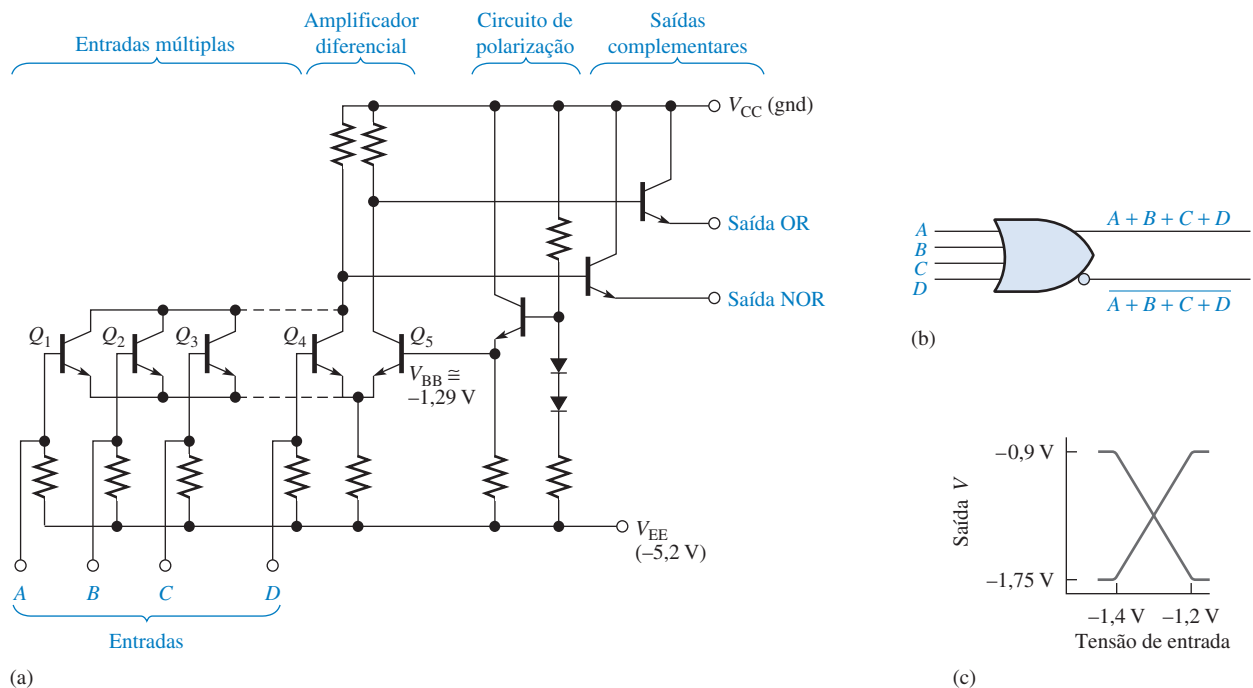 Entradas múltiplas
Amplificador
diferencial
Circuito de
polarização
Saídas
complementares
V_CC (gnd)
Saída OR
Saída NOR
Q_1
Q_2
Q_3
Q_4
Q_5
V_BB ≅
–1,29 V
V_EE
(–5,2 V)
A
B
C
D
Entradas
(a)
A
B
C
D
A + B + C + D
A + B + C + D
(b)
Saída V
–0,9 V
–1,75 V
–1,4 V
–1,2 V
Tensão de entrada
(c)